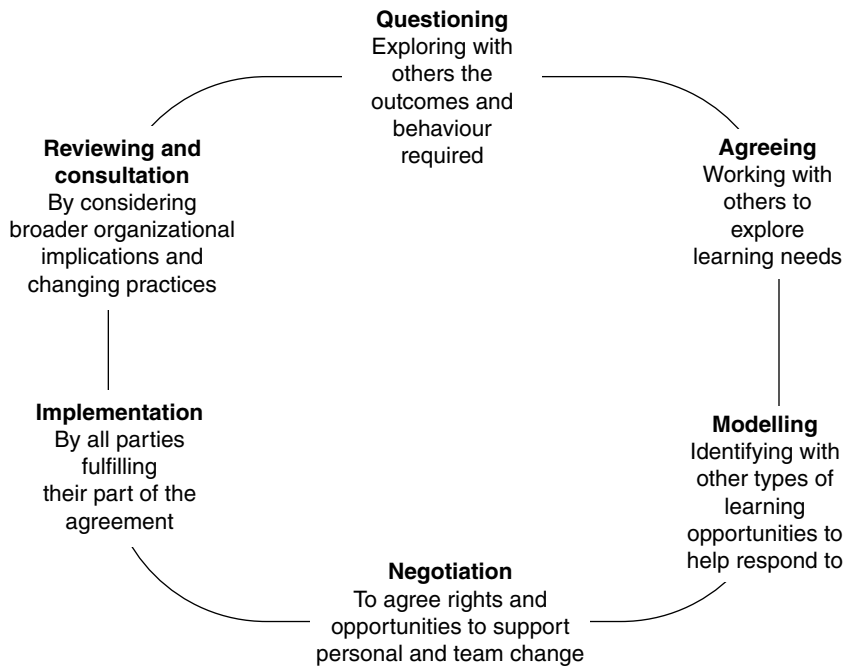 Questioning
Exploring with
others the
outcomes and
behaviour
required
Agreeing
Working with
others to
explore
learning needs
Modelling
Identifying with
other types of
learning
opportunities to
help respond to
Negotiation
To agree rights and
opportunities to support
personal and team change
Implementation
By all parties
fulfilling
their part of the
agreement
Reviewing and
consultation
By considering
broader organizational
implications and
changing practices